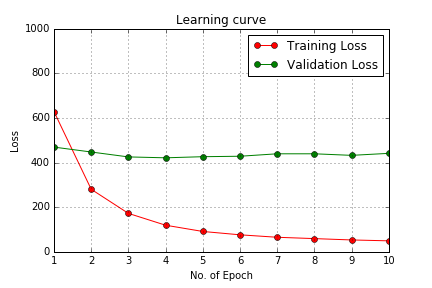 Learning curve
1000
800
600
400
200
0
Loss
Training Loss
Validation Loss
1 2 3 4 5 6 7 8 9 10
No. of Epoch